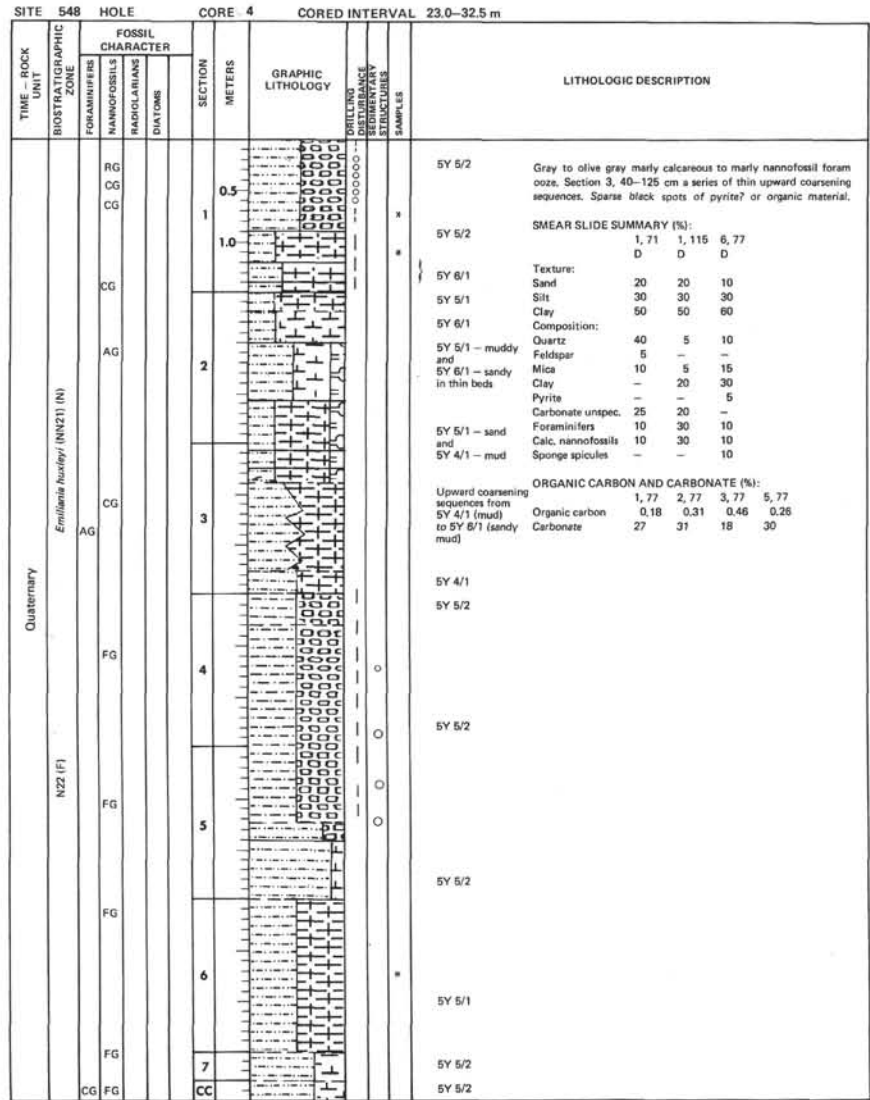 SITE 548 HOLE CORE 4 CORED INTERVAL 23.0–32.5 m
TIME – ROCK UNIT
BIOSTRATIGRAPHIC ZONE
FOSSIL CHARACTER
FORAMINIFERS
NANNOFOSSILS
RADIOLARIANS
DIATOMS
SECTION
METERS
GRAPHIC LITHOLOGY
DRILLING DISTURBANCE
SEDIMENTARY STRUCTURES
SAMPLES
LITHOLOGIC DESCRIPTION
Quaternary
Emiliania huxleyi (NN21) (N)
N22 (F)
RG
CG
CG
CG
AG
CG
AG
FG
FG
FG
FG
CG FG
1
0.5
1.0
2
3
4
5
6
7
CC
5Y 5/2
5Y 5/2
5Y 6/1
5Y 5/1
5Y 6/1
5Y 5/1 – muddy
and
5Y 6/1 – sandy
in thin beds
5Y 5/1 – sand
and
5Y 4/1 – mud
Upward coarsening
sequences from
5Y 4/1 (mud)
to 5Y 6/1 (sandy
mud)
5Y 4/1
5Y 5/2
5Y 5/2
5Y 5/2
5Y 5/1
5Y 5/2
5Y 5/2
Gray to olive gray marly calcareous to marly nannofossil foram
ooze. Section 3, 40–125 cm a series of thin upward coarsening
sequences. Sparse black spots of pyrite? or organic material.
SMEAR SLIDE SUMMARY (%):
1, 71 1, 115 6, 77
D D D
Texture:
Sand 20 20 10
Silt 30 30 30
Clay 50 50 60
Composition:
Quartz 40 5 10
Feldspar 5 – –
Mica 10 5 15
Clay – 20 30
Pyrite – – 5
Carbonate unspec. 25 20 –
Foraminifers 10 30 10
Calc. nannofossils 10 30 10
Sponge spicules – – 10
ORGANIC CARBON AND CARBONATE (%):
1, 77 2, 77 3, 77 5, 77
Organic carbon 0.18 0.31 0.46 0.26
Carbonate 27 31 18 30